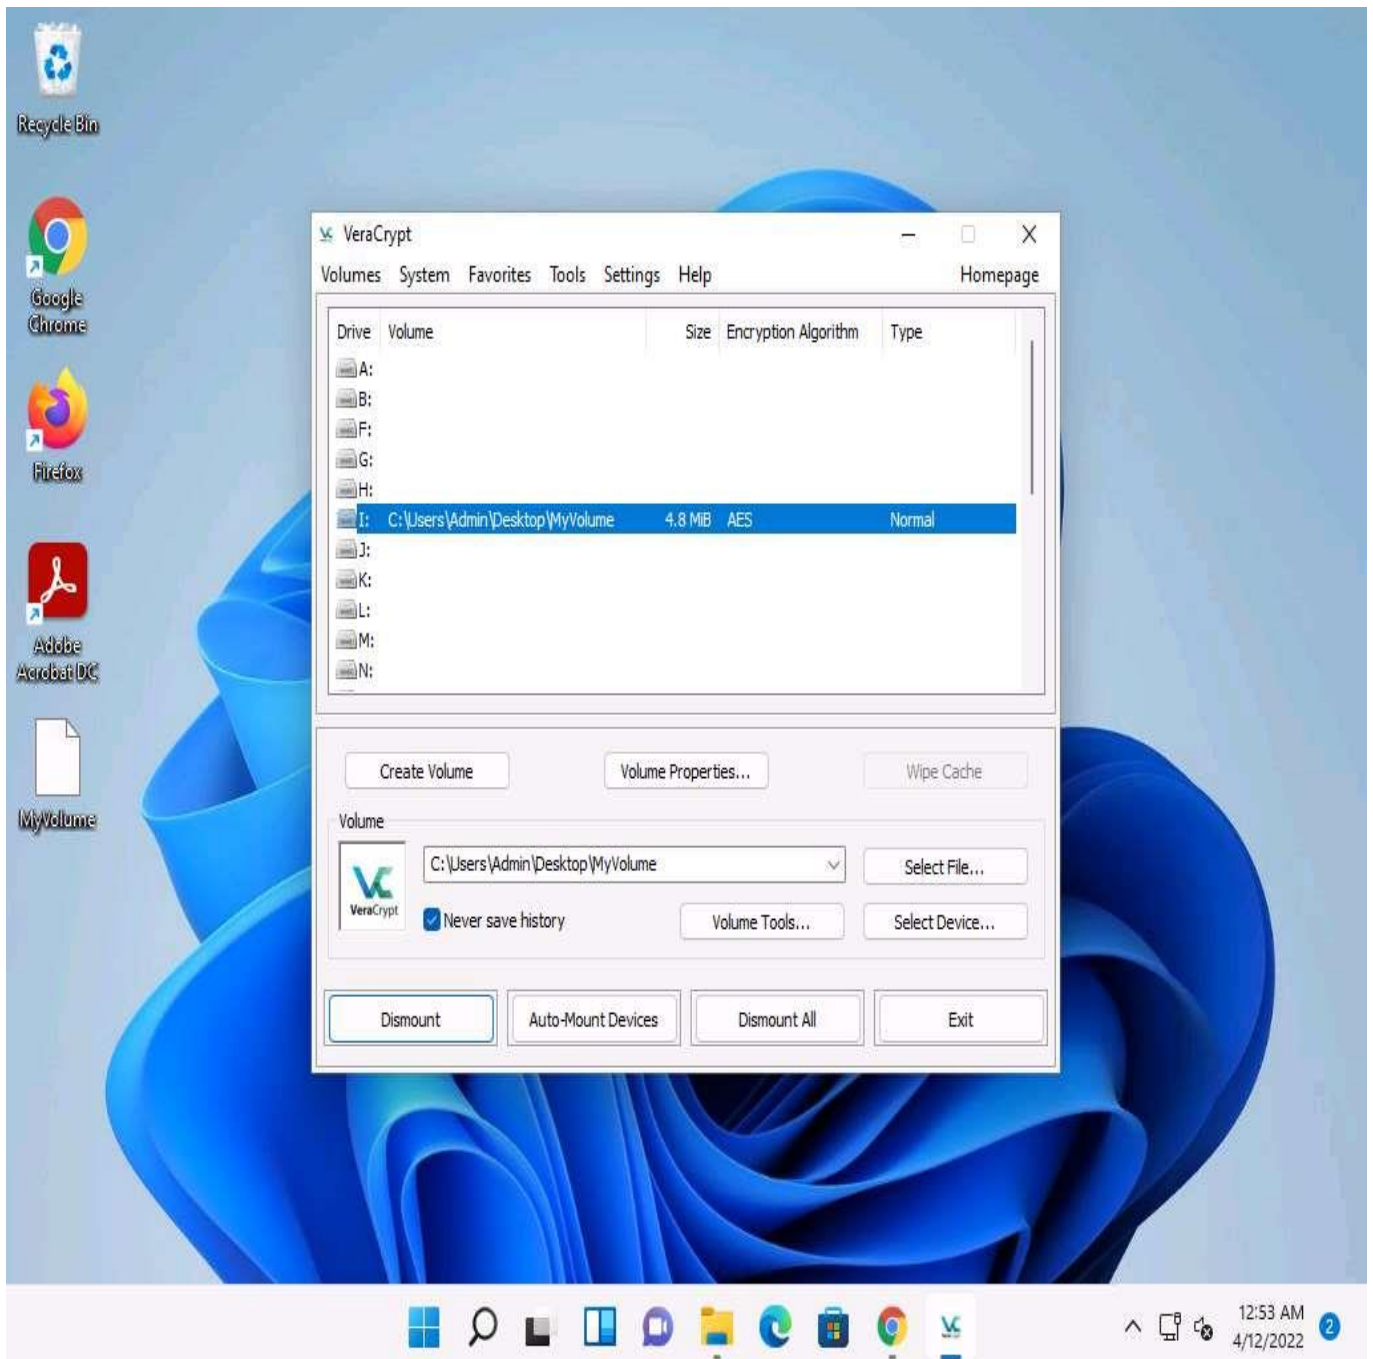 Recycle Bin
Google
Chrome
Firefox
Adobe
Acrobat DC
MyVolume
VeraCrypt
Volumes System Favorites Tools Settings Help Homepage
Drive Volume Size Encryption Algorithm Type
A:
B:
F:
G:
H:
I: C:\Users\Admin\Desktop\MyVolume 4.8 MiB AES Normal
J:
K:
L:
M:
N:
Create Volume Volume Properties... Wipe Cache
Volume
VeraCrypt
C:\Users\Admin\Desktop\MyVolume Select File...
Never save history Volume Tools... Select Device...
Dismount Auto-Mount Devices Dismount All Exit
12:53 AM
4/12/2022 2